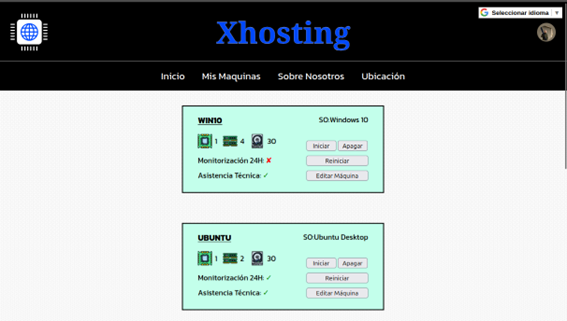 Seleccionar idioma
Xhosting
Inicio Mis Maquinas Sobre Nosotros Ubicación
WIN10 SO:Windows 10
1 4 30
Iniciar Apagar
Monitorización 24H: ✘ Reiniciar
Asistencia Técnica: ✓ Editar Máquina
UBUNTU SO:Ubuntu Desktop
1 2 30
Iniciar Apagar
Monitorización 24H: ✓ Reiniciar
Asistencia Técnica: ✓ Editar Máquina